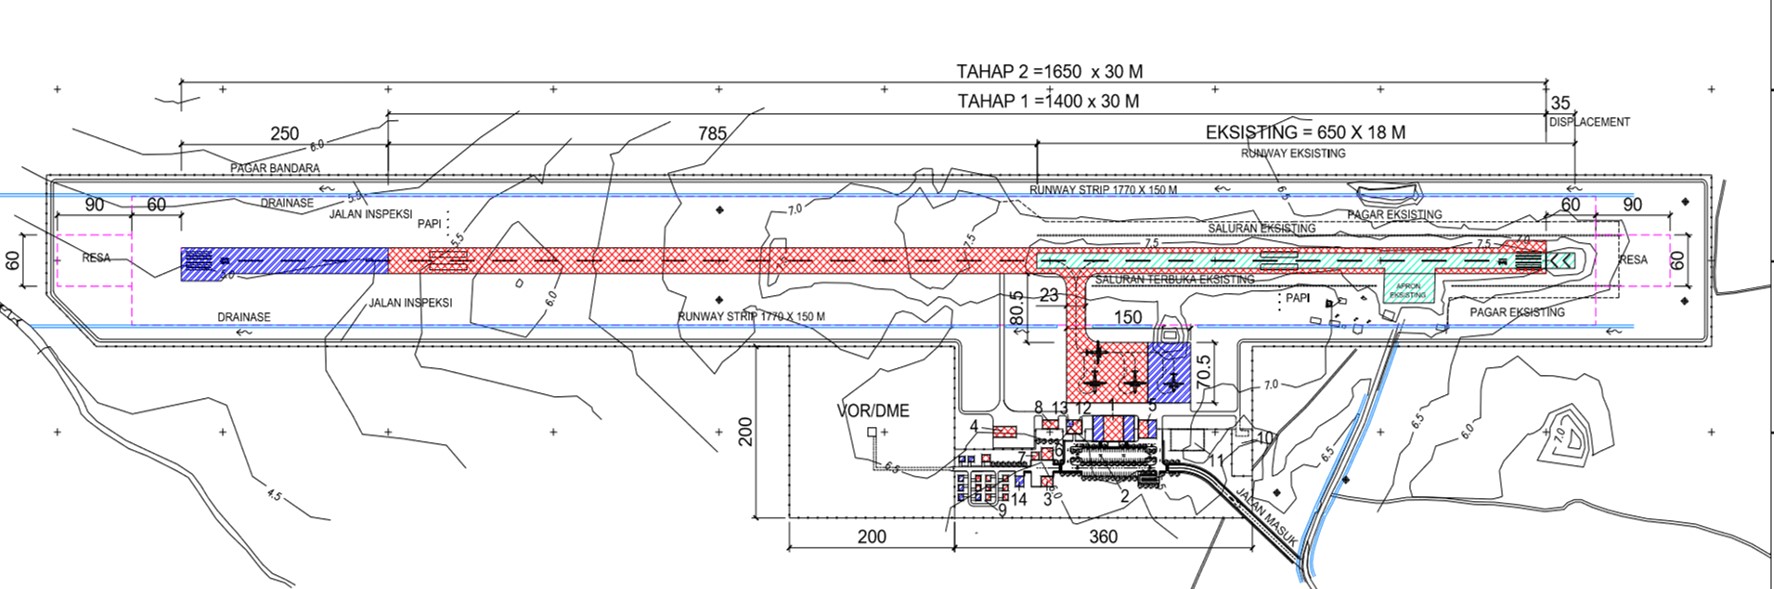 TAHAP 2 =1650 x 30 M
TAHAP 1 =1400 x 30 M
35
DISPLACEMENT
250
785
EKSISTING = 650 X 18 M
RUNWAY EKSISTING
6.0
PAGAR BANDARA
RUNWAY STRIP 1770 X 150 M
6.5
90
60
DRAINASE
5.5
JALAN INSPEKSI
PAPI
5.5
7.0
7.5
PAGAR EKSISTING
60
90
SALURAN EKSISTING
7.5
7.5
7.0
60
RESA
5.0
SALURAN TERBUKA EKSISTING
APRON
EKSISTING
RESA
60
JALAN INSPEKSI
6.0
23
80.5
PAPI
DRAINASE
RUNWAY STRIP 1770 X 150 M
150
PAGAR EKSISTING
70.5
7.0
VOR/DME
8
13
12
1
5
4
200
6.5
7
6
10
11
6.5
6.5
6.0
7.0
4.5
14
3
6.0
2
9
JALAN MASUK
200
360